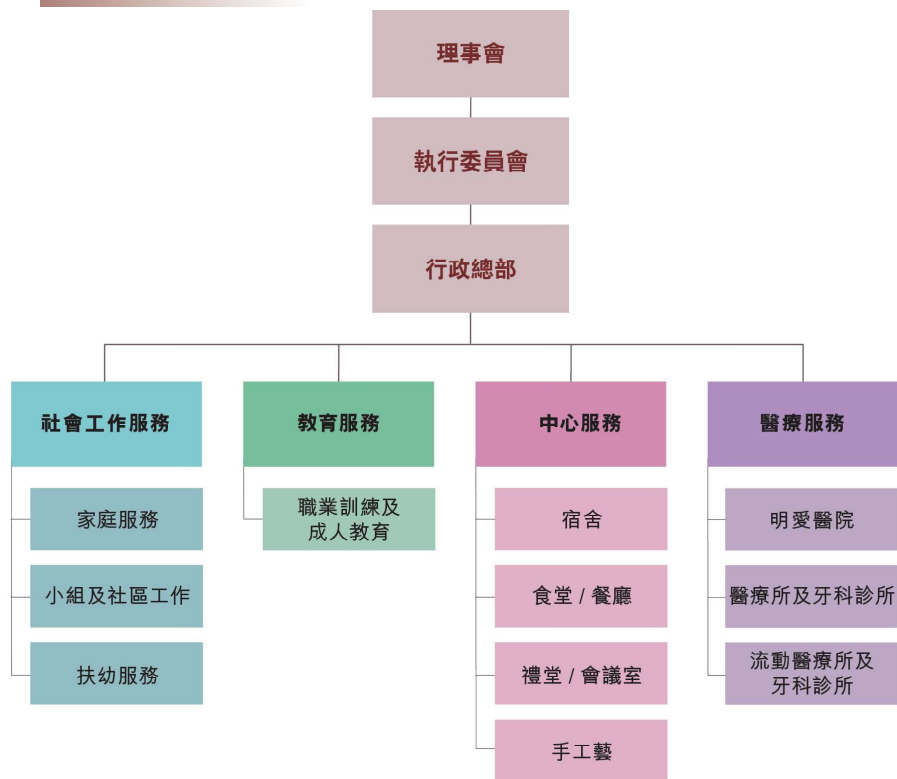 理事會
執行委員會
行政總部
社會工作服務
家庭服務
小組及社區工作
扶幼服務
教育服務
職業訓練及
成人教育
中心服務
宿舍
食堂 / 餐廳
禮堂 / 會議室
手工藝
醫療服務
明愛醫院
醫療所及牙科診所
流動醫療所及
牙科診所